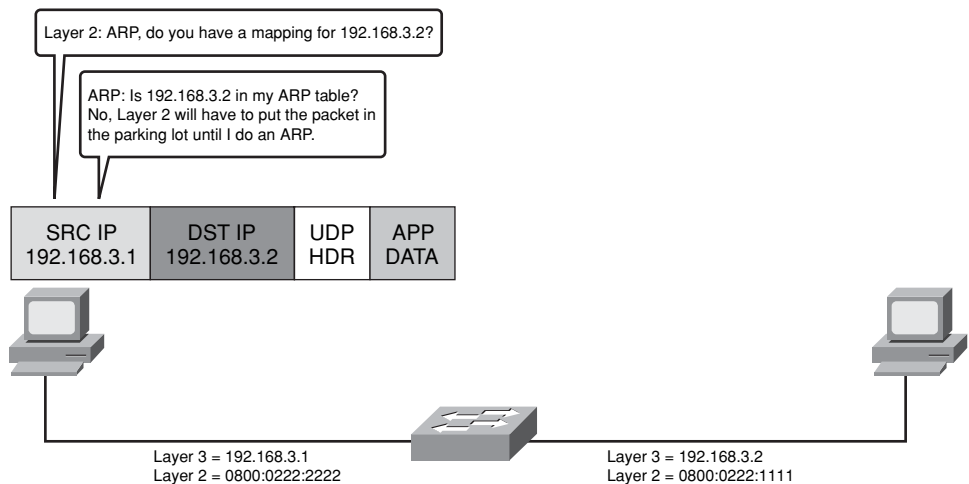 Layer 2: ARP, do you have a mapping for 192.168.3.2?
ARP: Is 192.168.3.2 in my ARP table?
No, Layer 2 will have to put the packet in
the parking lot until I do an ARP.
SRC IP
192.168.3.1
DST IP
192.168.3.2
UDP
HDR
APP
DATA
Layer 3 = 192.168.3.1
Layer 2 = 0800:0222:2222
Layer 3 = 192.168.3.2
Layer 2 = 0800:0222:1111